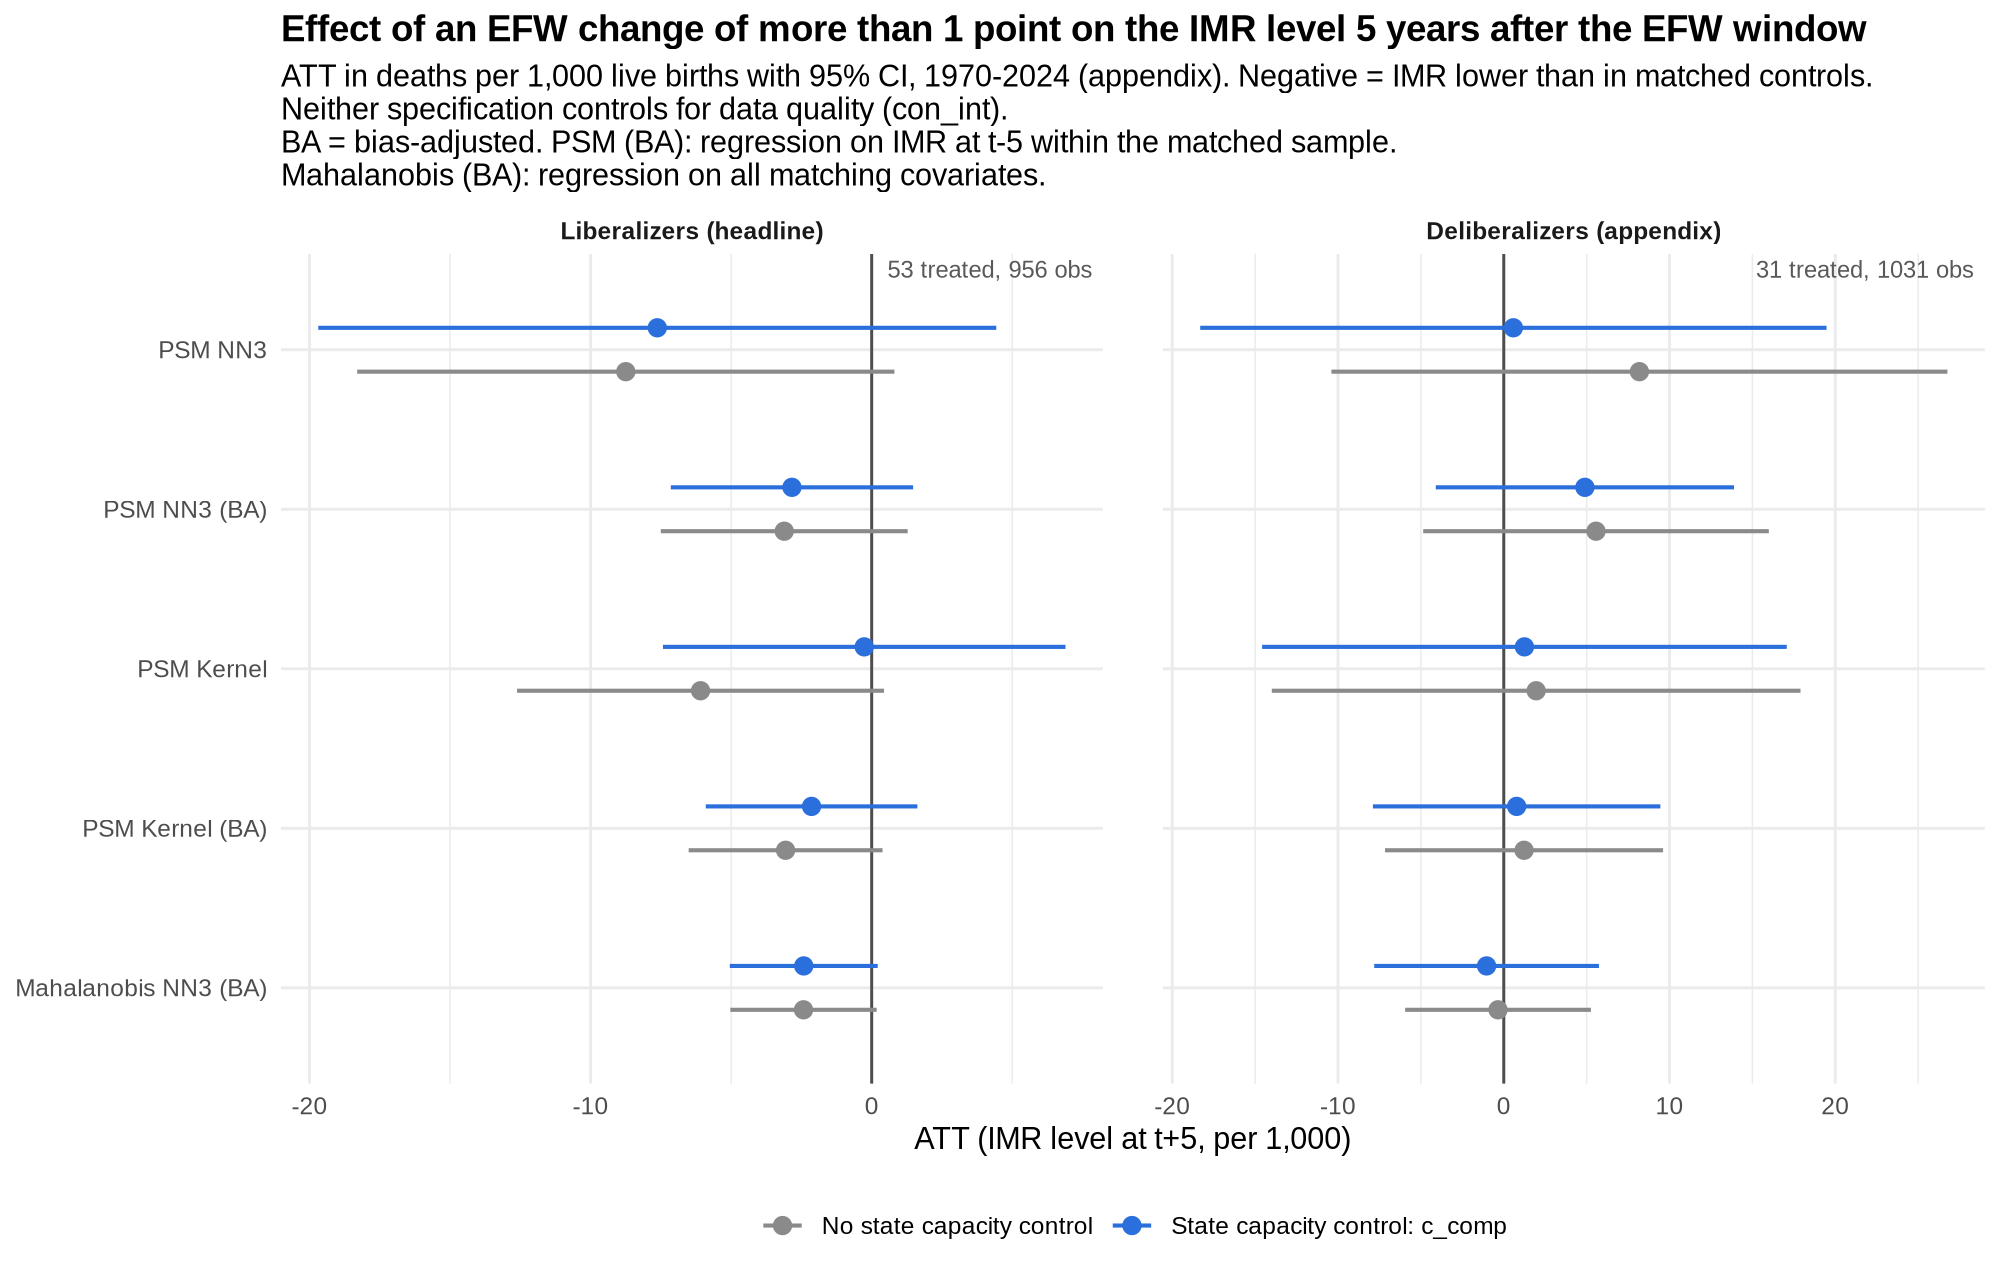 Effect of an EFW change of more than 1 point on the IMR level 5 years after the EFW window
ATT in deaths per 1,000 live births with 95% CI, 1970-2024 (appendix). Negative = IMR lower than in matched controls.
Neither specification controls for data quality (con_int).
BA = bias-adjusted. PSM (BA): regression on IMR at t-5 within the matched sample.
Mahalanobis (BA): regression on all matching covariates.
Liberalizers (headline)
Deliberalizers (appendix)
53 treated, 956 obs
31 treated, 1031 obs
PSM NN3
PSM NN3 (BA)
PSM Kernel
PSM Kernel (BA)
Mahalanobis NN3 (BA)
-20 -10 0
-20 -10 0 10 20
ATT (IMR level at t+5, per 1,000)
No state capacity control
State capacity control: c_comp